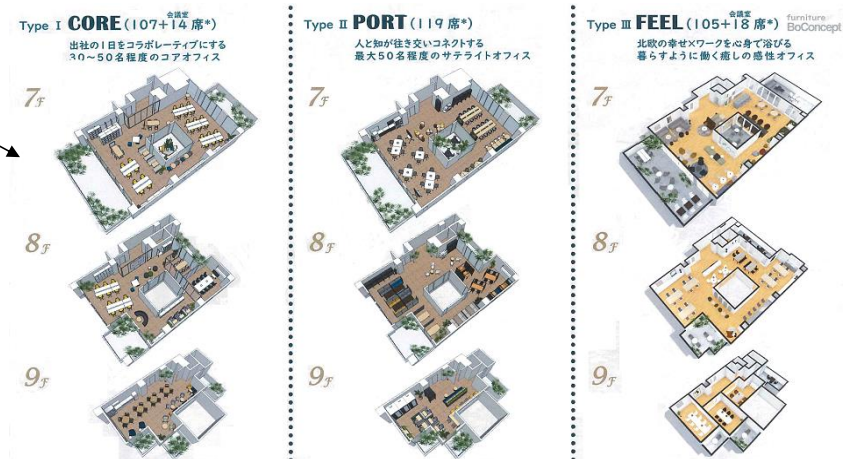 Type I CORE (107+14席*)
会議室
出社の1日をコラボレーティブにする
30〜50名程度のコアオフィス
7F
8F
9F
Type II PORT (119席*)
人と知が往き交いコネクトする
最大50名程度のサテライトオフィス
7F
8F
9F
Type III FEEL (105+18席*)
会議室
furniture
BoConcept
北欧の幸せ×ワークを心身で浴びる
暮らすように働く癒しの感性オフィス
7F
8F
9F